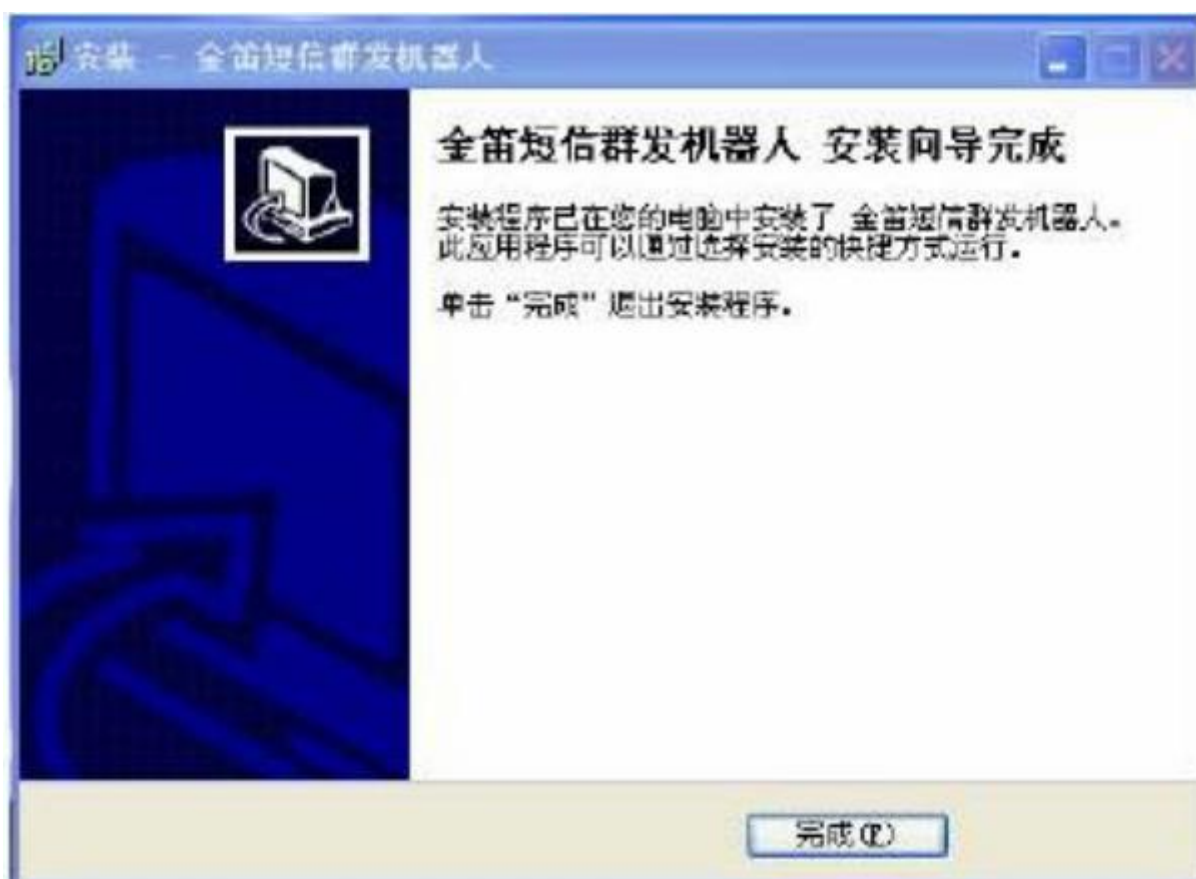 安装 - 金笛短信群发机器人
金笛短信群发机器人 安装向导完成
安装程序已在您的电脑中安装了 金笛短信群发机器人。
此应用程序可以通过选择安装的快捷方式运行。
单击“完成”退出安装程序。
完成(F)